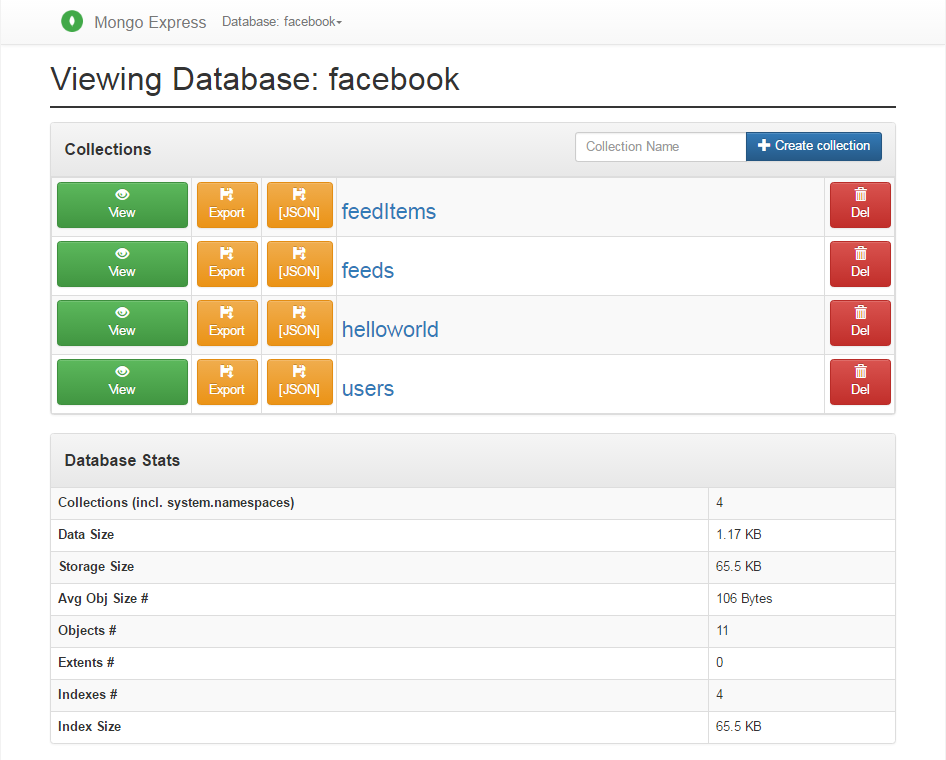 Mongo Express Database: facebook
Viewing Database: facebook
Collections Collection Name Create collection
View Export [JSON] feedItems Del
View Export [JSON] feeds Del
View Export [JSON] helloworld Del
View Export [JSON] users Del
Database Stats
Collections (incl. system.namespaces) 4
Data Size 1.17 KB
Storage Size 65.5 KB
Avg Obj Size # 106 Bytes
Objects # 11
Extents # 0
Indexes # 4
Index Size 65.5 KB